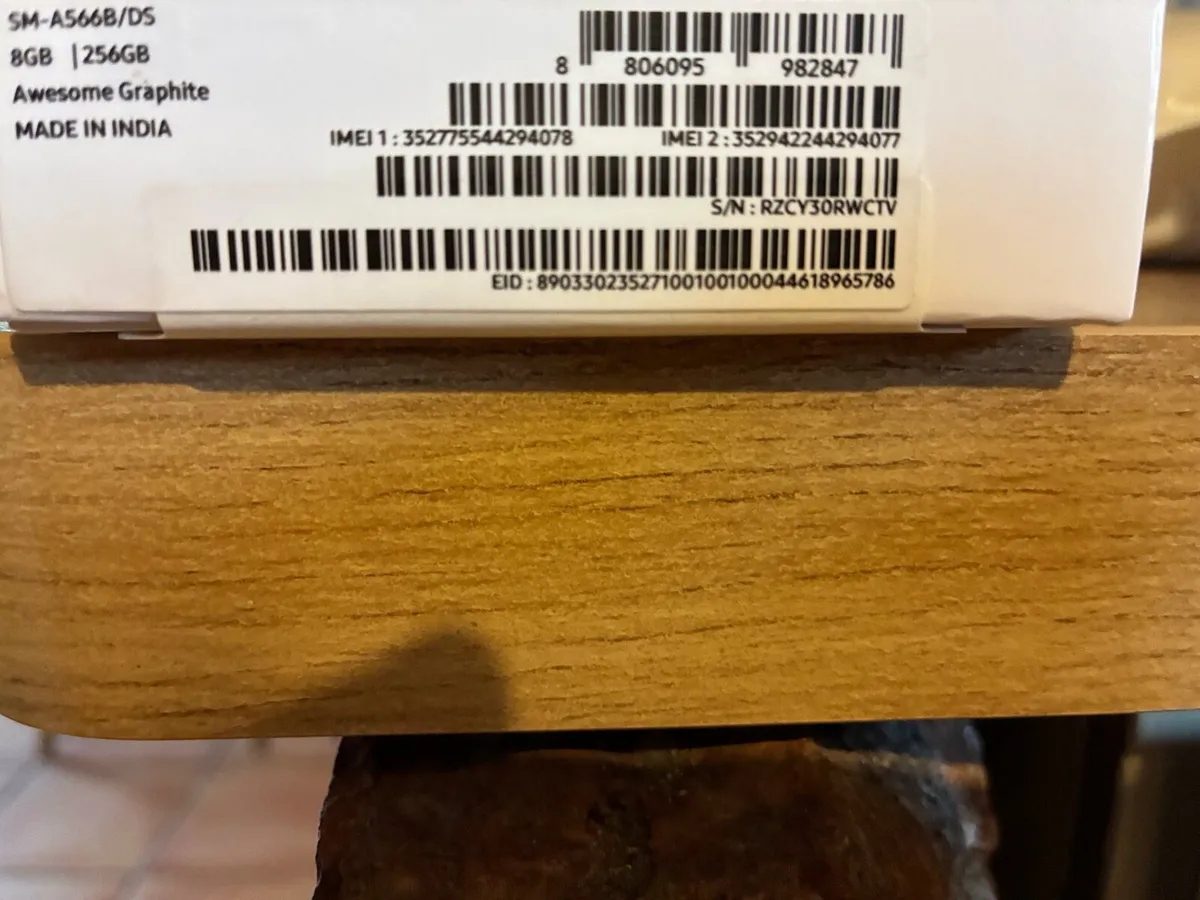 SM-A566B/DS
8GB | 256GB
Awesome Graphite
MADE IN INDIA
8 806095 982847
IMEI 1 : 352775544294078 IMEI 2 : 352942244294077
S/N : RZCY30RWCTV
EID : 89033023527100100100044618965786